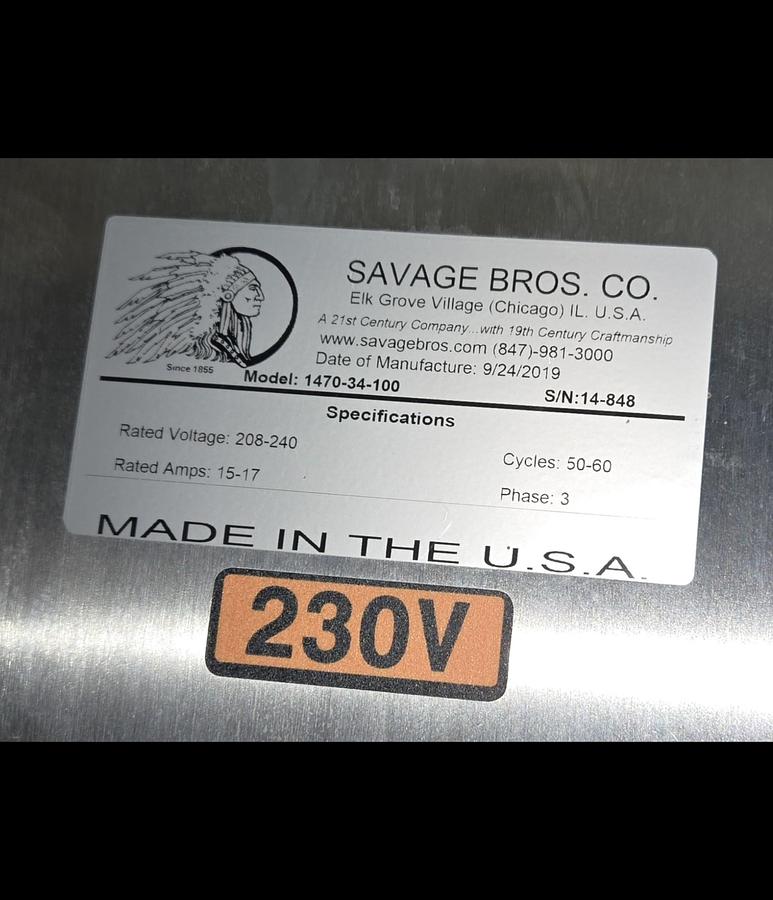 SAVAGE BROS. CO.
Elk Grove Village (Chicago) IL. U.S.A.
A 21st Century Company...with 19th Century Craftmanship
www.savagebros.com (847)-981-3000
Date of Manufacture: 9/24/2019
Since 1855
Model: 1470-34-100 S/N:14-848
Specifications
Rated Voltage: 208-240 Cycles: 50-60
Rated Amps: 15-17 Phase: 3
MADE IN THE U.S.A.
230V